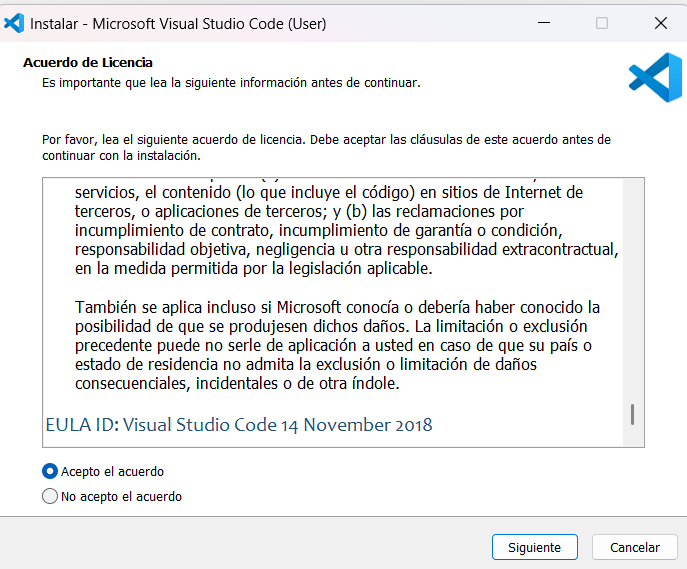 Instalar - Microsoft Visual Studio Code (User)
Acuerdo de Licencia
Es importante que lea la siguiente información antes de continuar.
Por favor, lea el siguiente acuerdo de licencia. Debe aceptar las cláusulas de este acuerdo antes de
continuar con la instalación.
servicios, el contenido (lo que incluye el código) en sitios de Internet de
terceros, o aplicaciones de terceros; y (b) las reclamaciones por
incumplimiento de contrato, incumplimiento de garantía o condición,
responsabilidad objetiva, negligencia u otra responsabilidad extracontractual,
en la medida permitida por la legislación aplicable.
También se aplica incluso si Microsoft conocía o debería haber conocido la
posibilidad de que se produjesen dichos daños. La limitación o exclusión
precedente puede no serle de aplicación a usted en caso de que su país o
estado de residencia no admita la exclusión o limitación de daños
consecuenciales, incidentales o de otra índole.
EULA ID: Visual Studio Code 14 November 2018
Acepto el acuerdo
No acepto el acuerdo
Siguiente
Cancelar